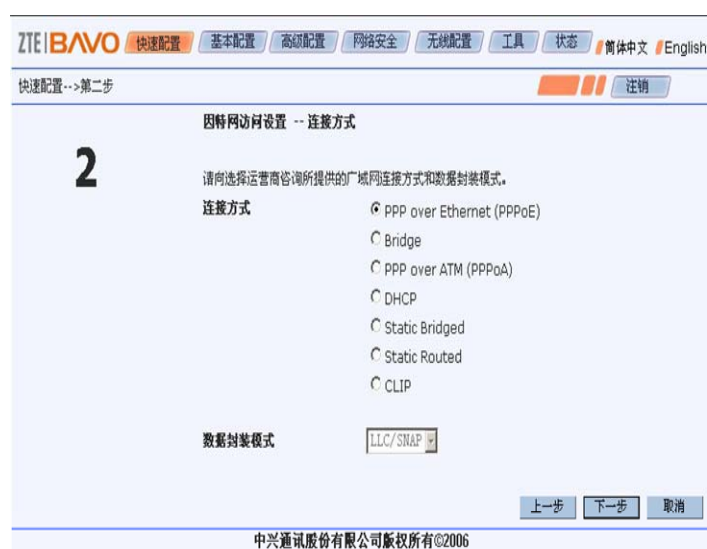 ZTE BAVO 快速配置 基本配置 高级配置 网络安全 无线配置 工具 状态 简体中文 English
快速配置-->第二步 注销
因特网访问设置 -- 连接方式
2
请向选择运营商咨询所提供的广域网连接方式和数据封装模式。
连接方式 PPP over Ethernet (PPPoE)
Bridge
PPP over ATM (PPPoA)
DHCP
Static Bridged
Static Routed
CLIP
数据封装模式 LLC/SNAP
上一步 下一步 取消
中兴通讯股份有限公司版权所有©2006